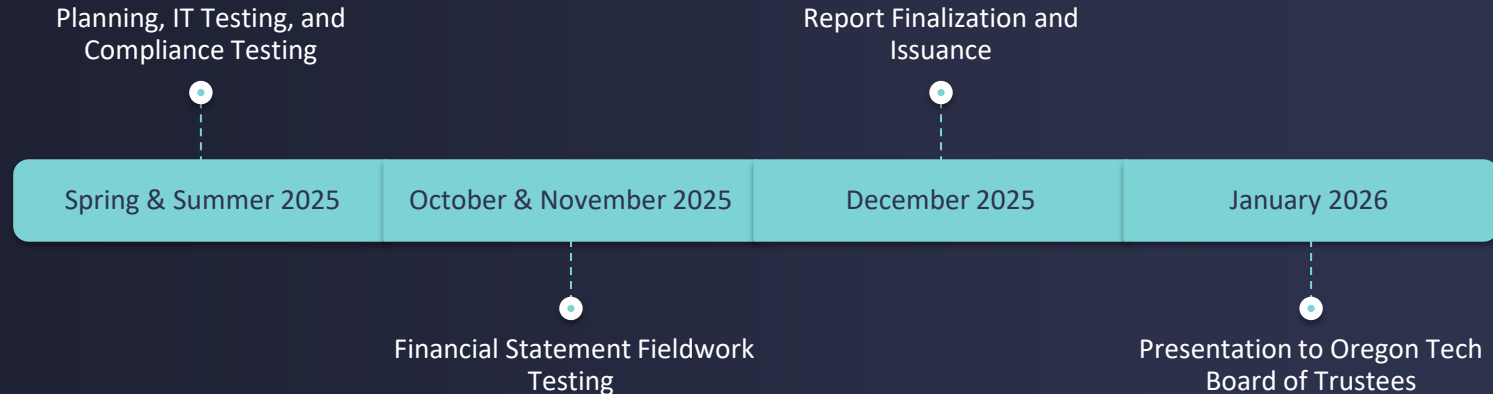 Planning, IT Testing, and
Compliance Testing
Report Finalization and
Issuance
Spring & Summer 2025
October & November 2025
December 2025
January 2026
Financial Statement Fieldwork
Testing
Presentation to Oregon Tech
Board of Trustees